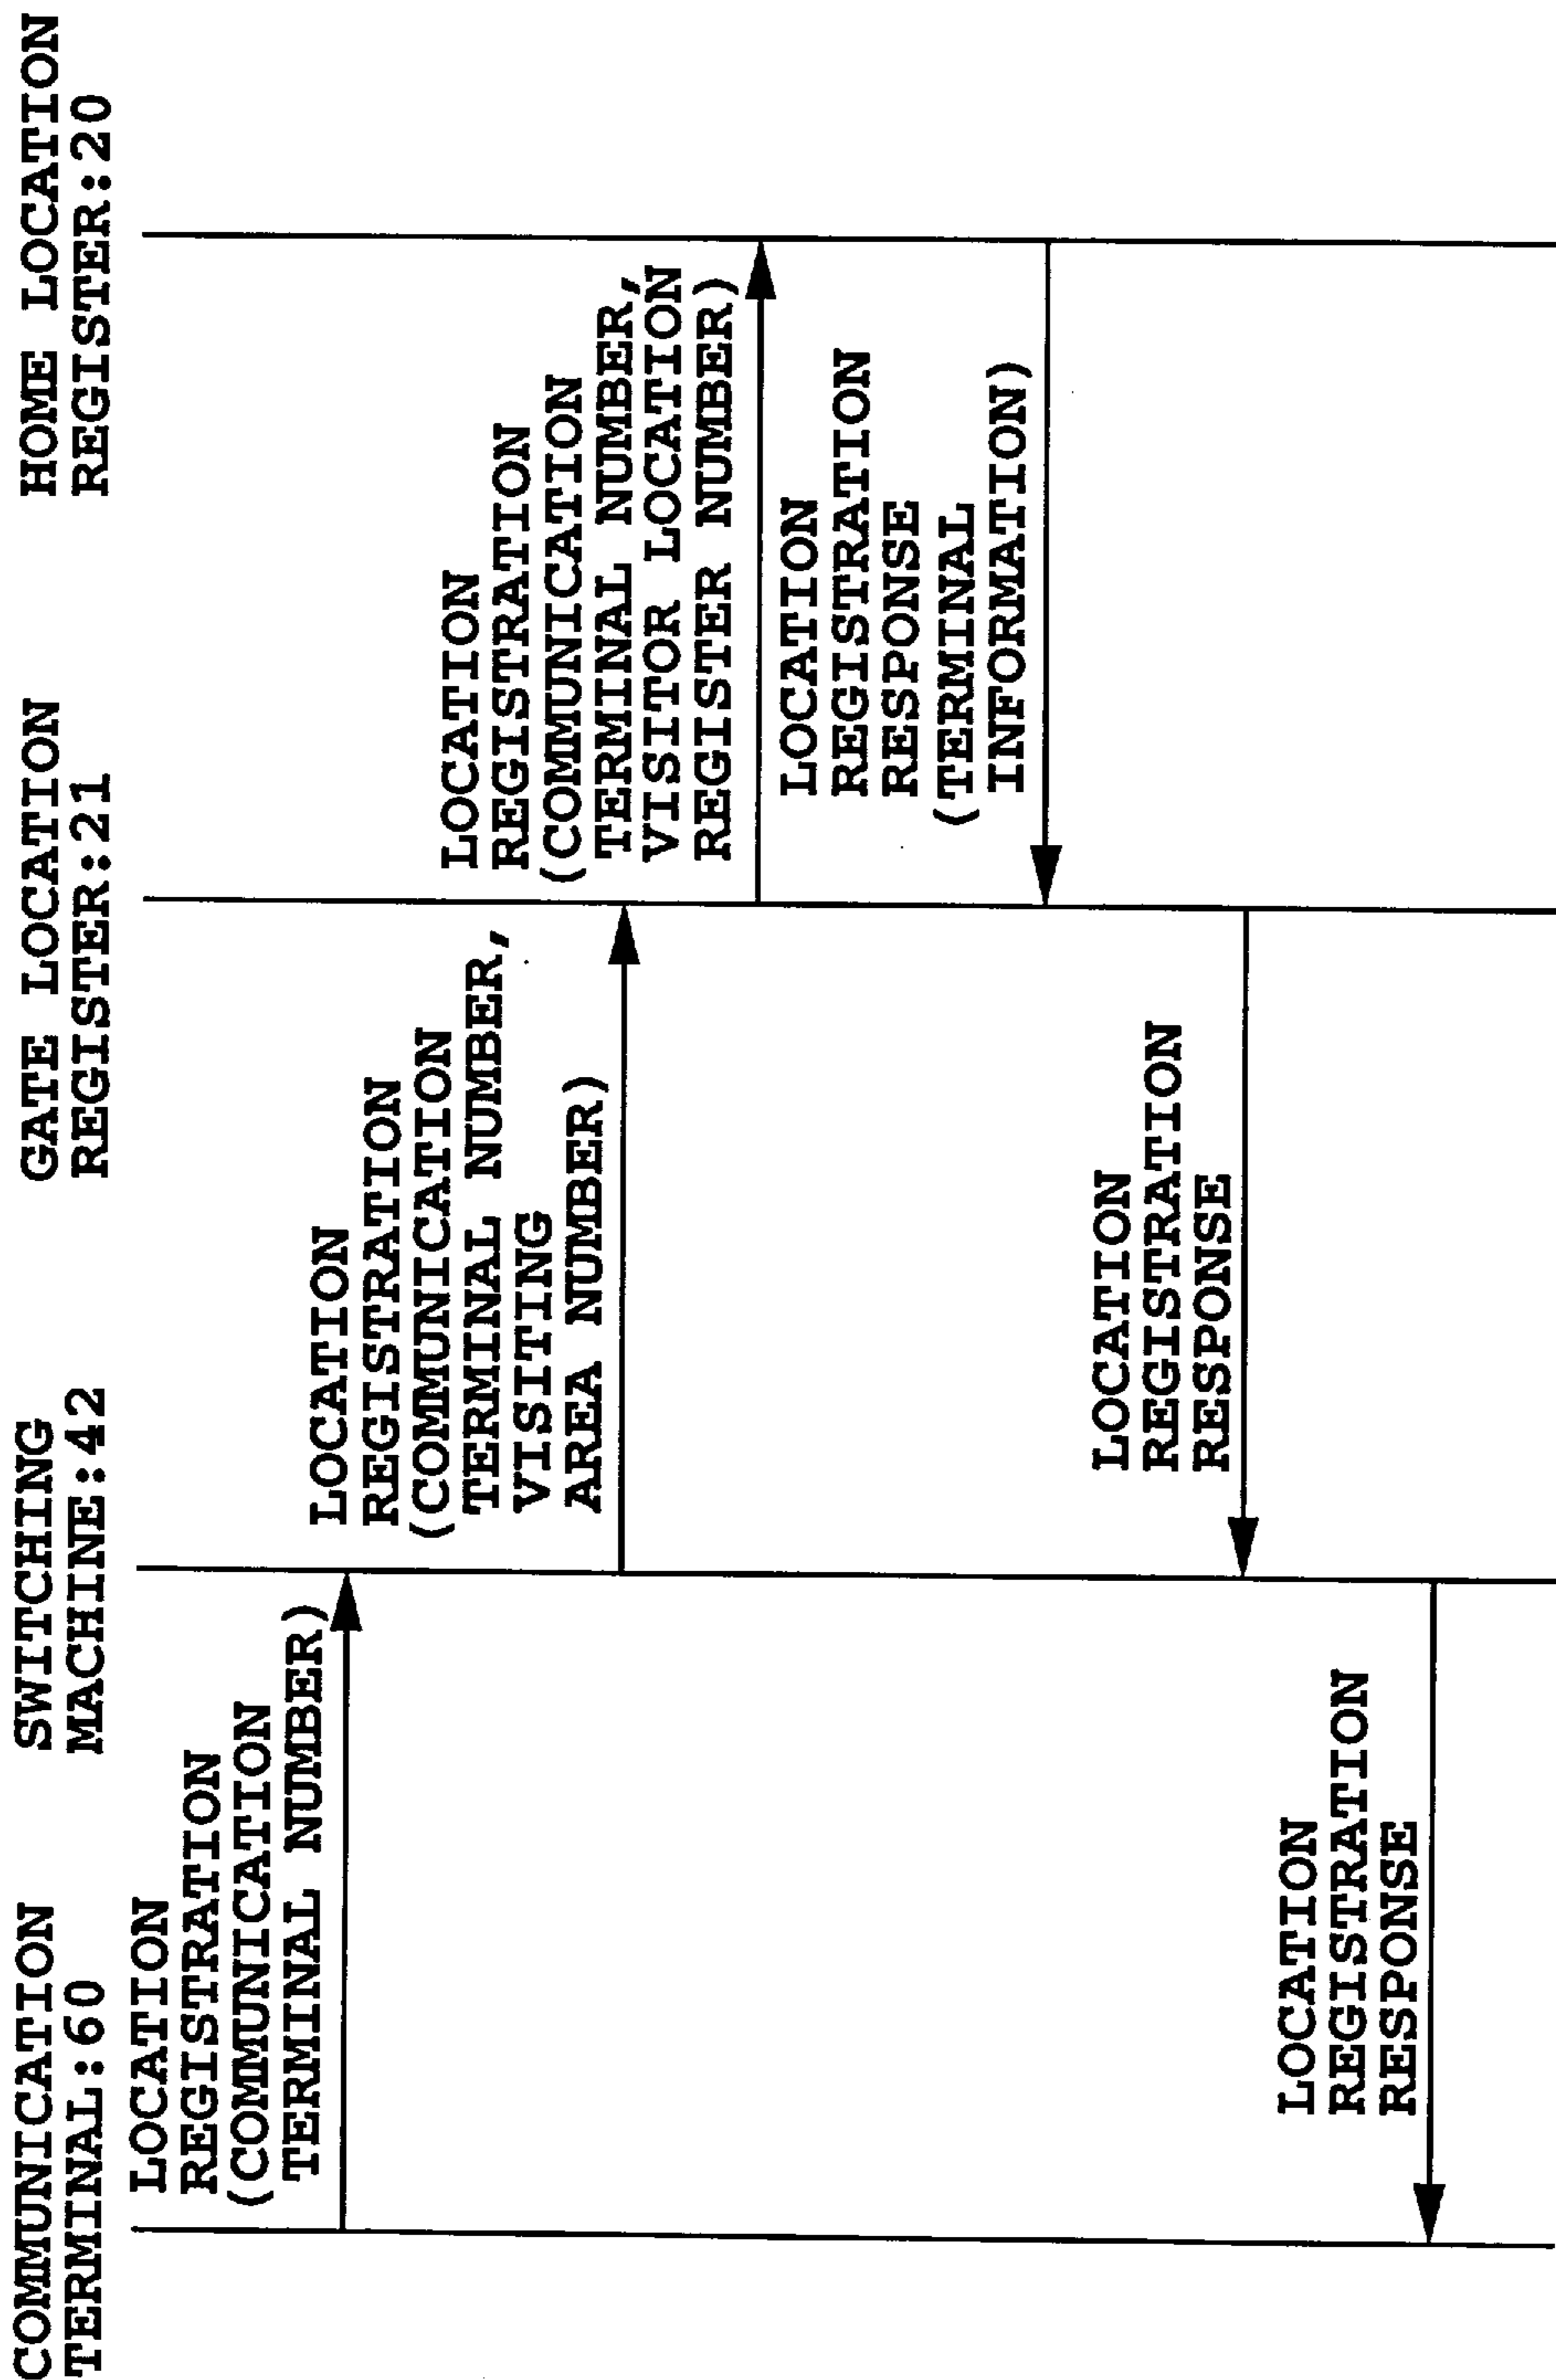 COMMUNICATION
TERMINAL:60
SWITCHING
MACHINE:42
GATE LOCATION
REGISTER:21
HOME LOCATION
REGISTER:20
LOCATION
REGISTRATION
(COMMUNICATION
TERMINAL NUMBER)
LOCATION
REGISTRATION
(COMMUNICATION
TERMINAL NUMBER,
VISITING
AREA NUMBER)
LOCATION
REGISTRATION
(COMMUNICATION
TERMINAL NUMBER,
VISITOR LOCATION
REGISTER NUMBER)
LOCATION
REGISTRATION
RESPONSE
(TERMINAL
INFORMATION)
LOCATION
REGISTRATION
RESPONSE
LOCATION
REGISTRATION
RESPONSE